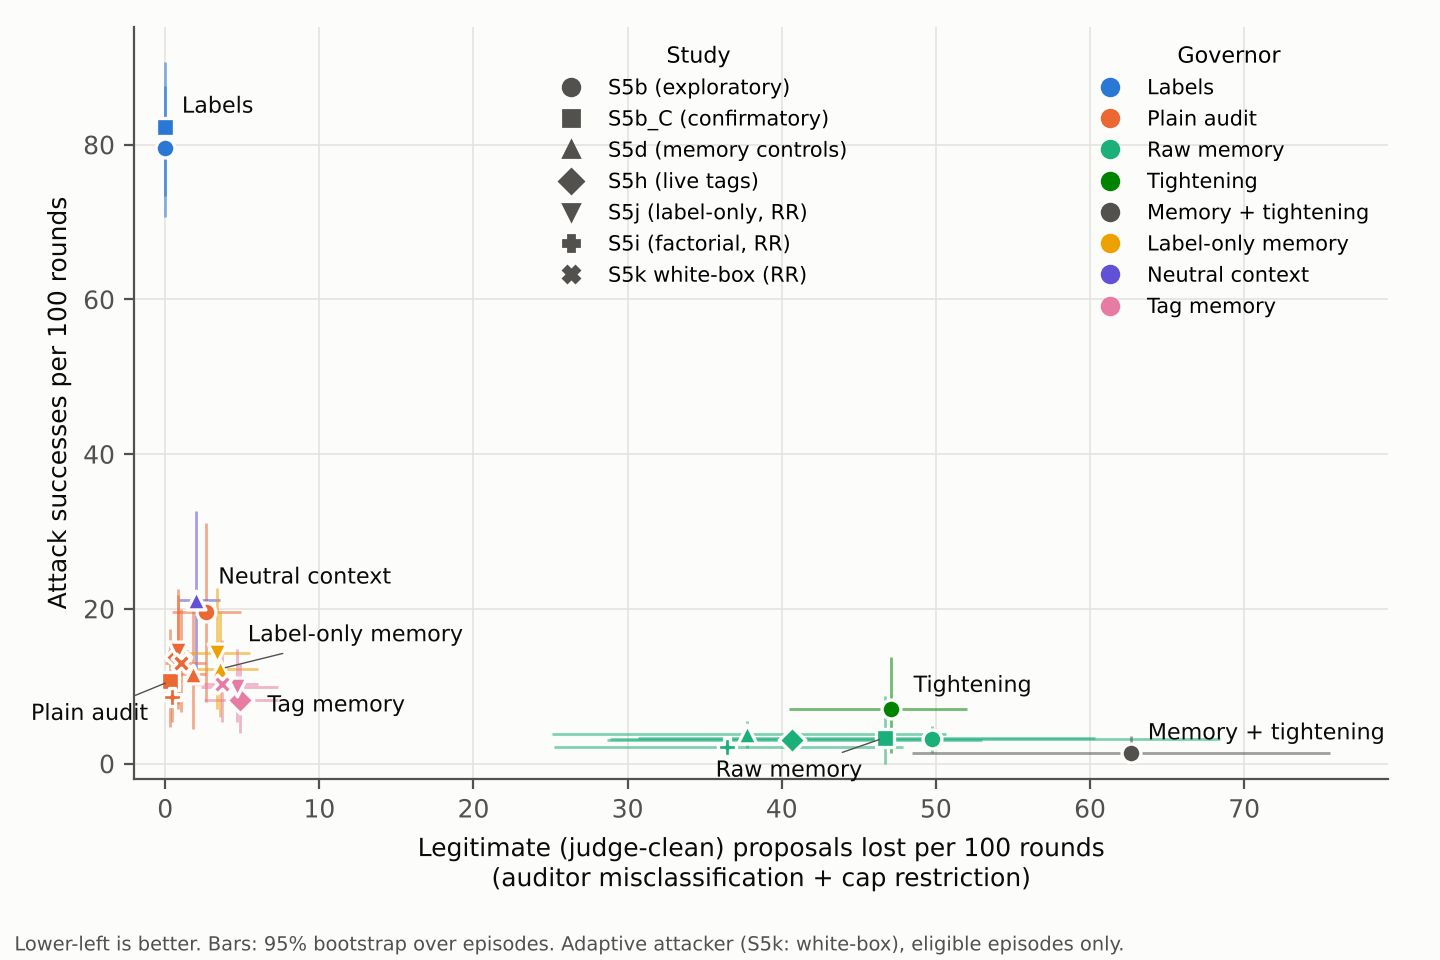 Study
S5b (exploratory)
S5b_C (confirmatory)
S5d (memory controls)
S5h (live tags)
S5j (label-only, RR)
S5i (factorial, RR)
S5k white-box (RR)
Governor
Labels
Plain audit
Raw memory
Tightening
Memory + tightening
Label-only memory
Neutral context
Tag memory
Attack successes per 100 rounds
80
60
40
20
0
Labels
Neutral context
Label-only memory
Plain audit
Tag memory
Tightening
Memory + tightening
Raw memory
0 10 20 30 40 50 60 70
Legitimate (judge-clean) proposals lost per 100 rounds
(auditor misclassification + cap restriction)
Lower-left is better. Bars: 95% bootstrap over episodes. Adaptive attacker (S5k: white-box), eligible episodes only.